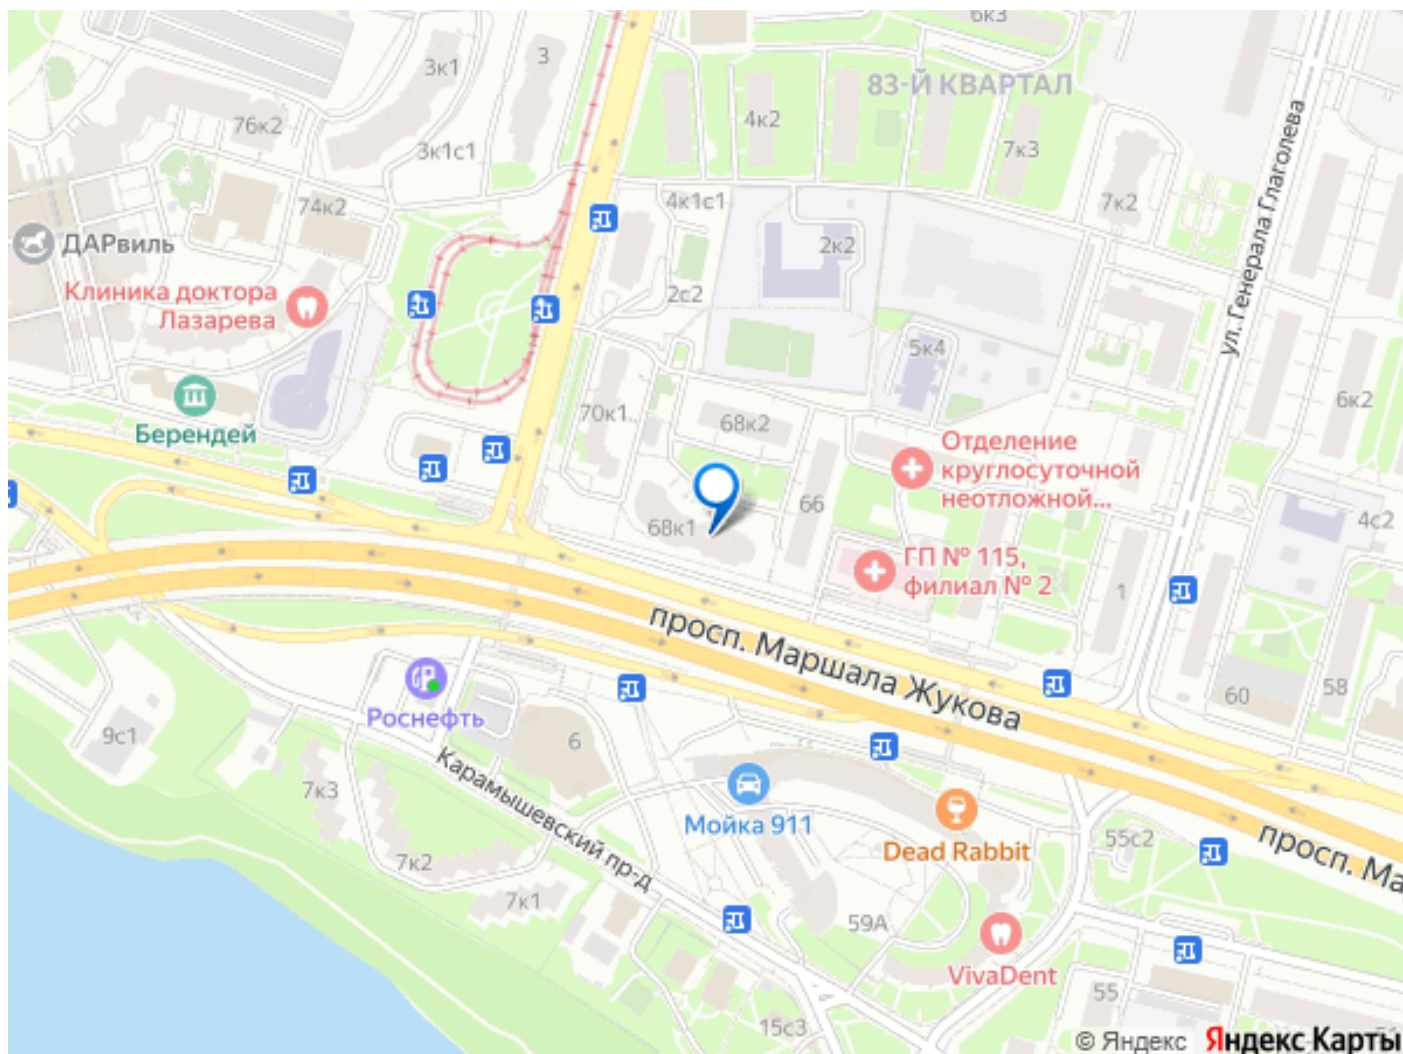 6к3
83-Й КВАРТАЛ
3
3к1
76к2
4к2
7к3
3к1с1
ул. Генерала Глаголева
74к2
4к1с1
7к2
ДАРвиль
2к2
Клиника доктора
Лазарева
2с2
5к4
6к2
70к1
68к2
Берендей
Отделение
круглосуточной
неотложной...
66
68к1
4с2
ГП № 115,
филиал № 2
1
просп. Маршала Жукова
60
58
Роснефть
9с1
6
7к3
Карамышевский пр-д
Мойка 911
Dead Rabbit
55с2
просп. Ма
7к2
7к1
59А
VivaDent
55
15с3
© Яндекс Яндекс Карты